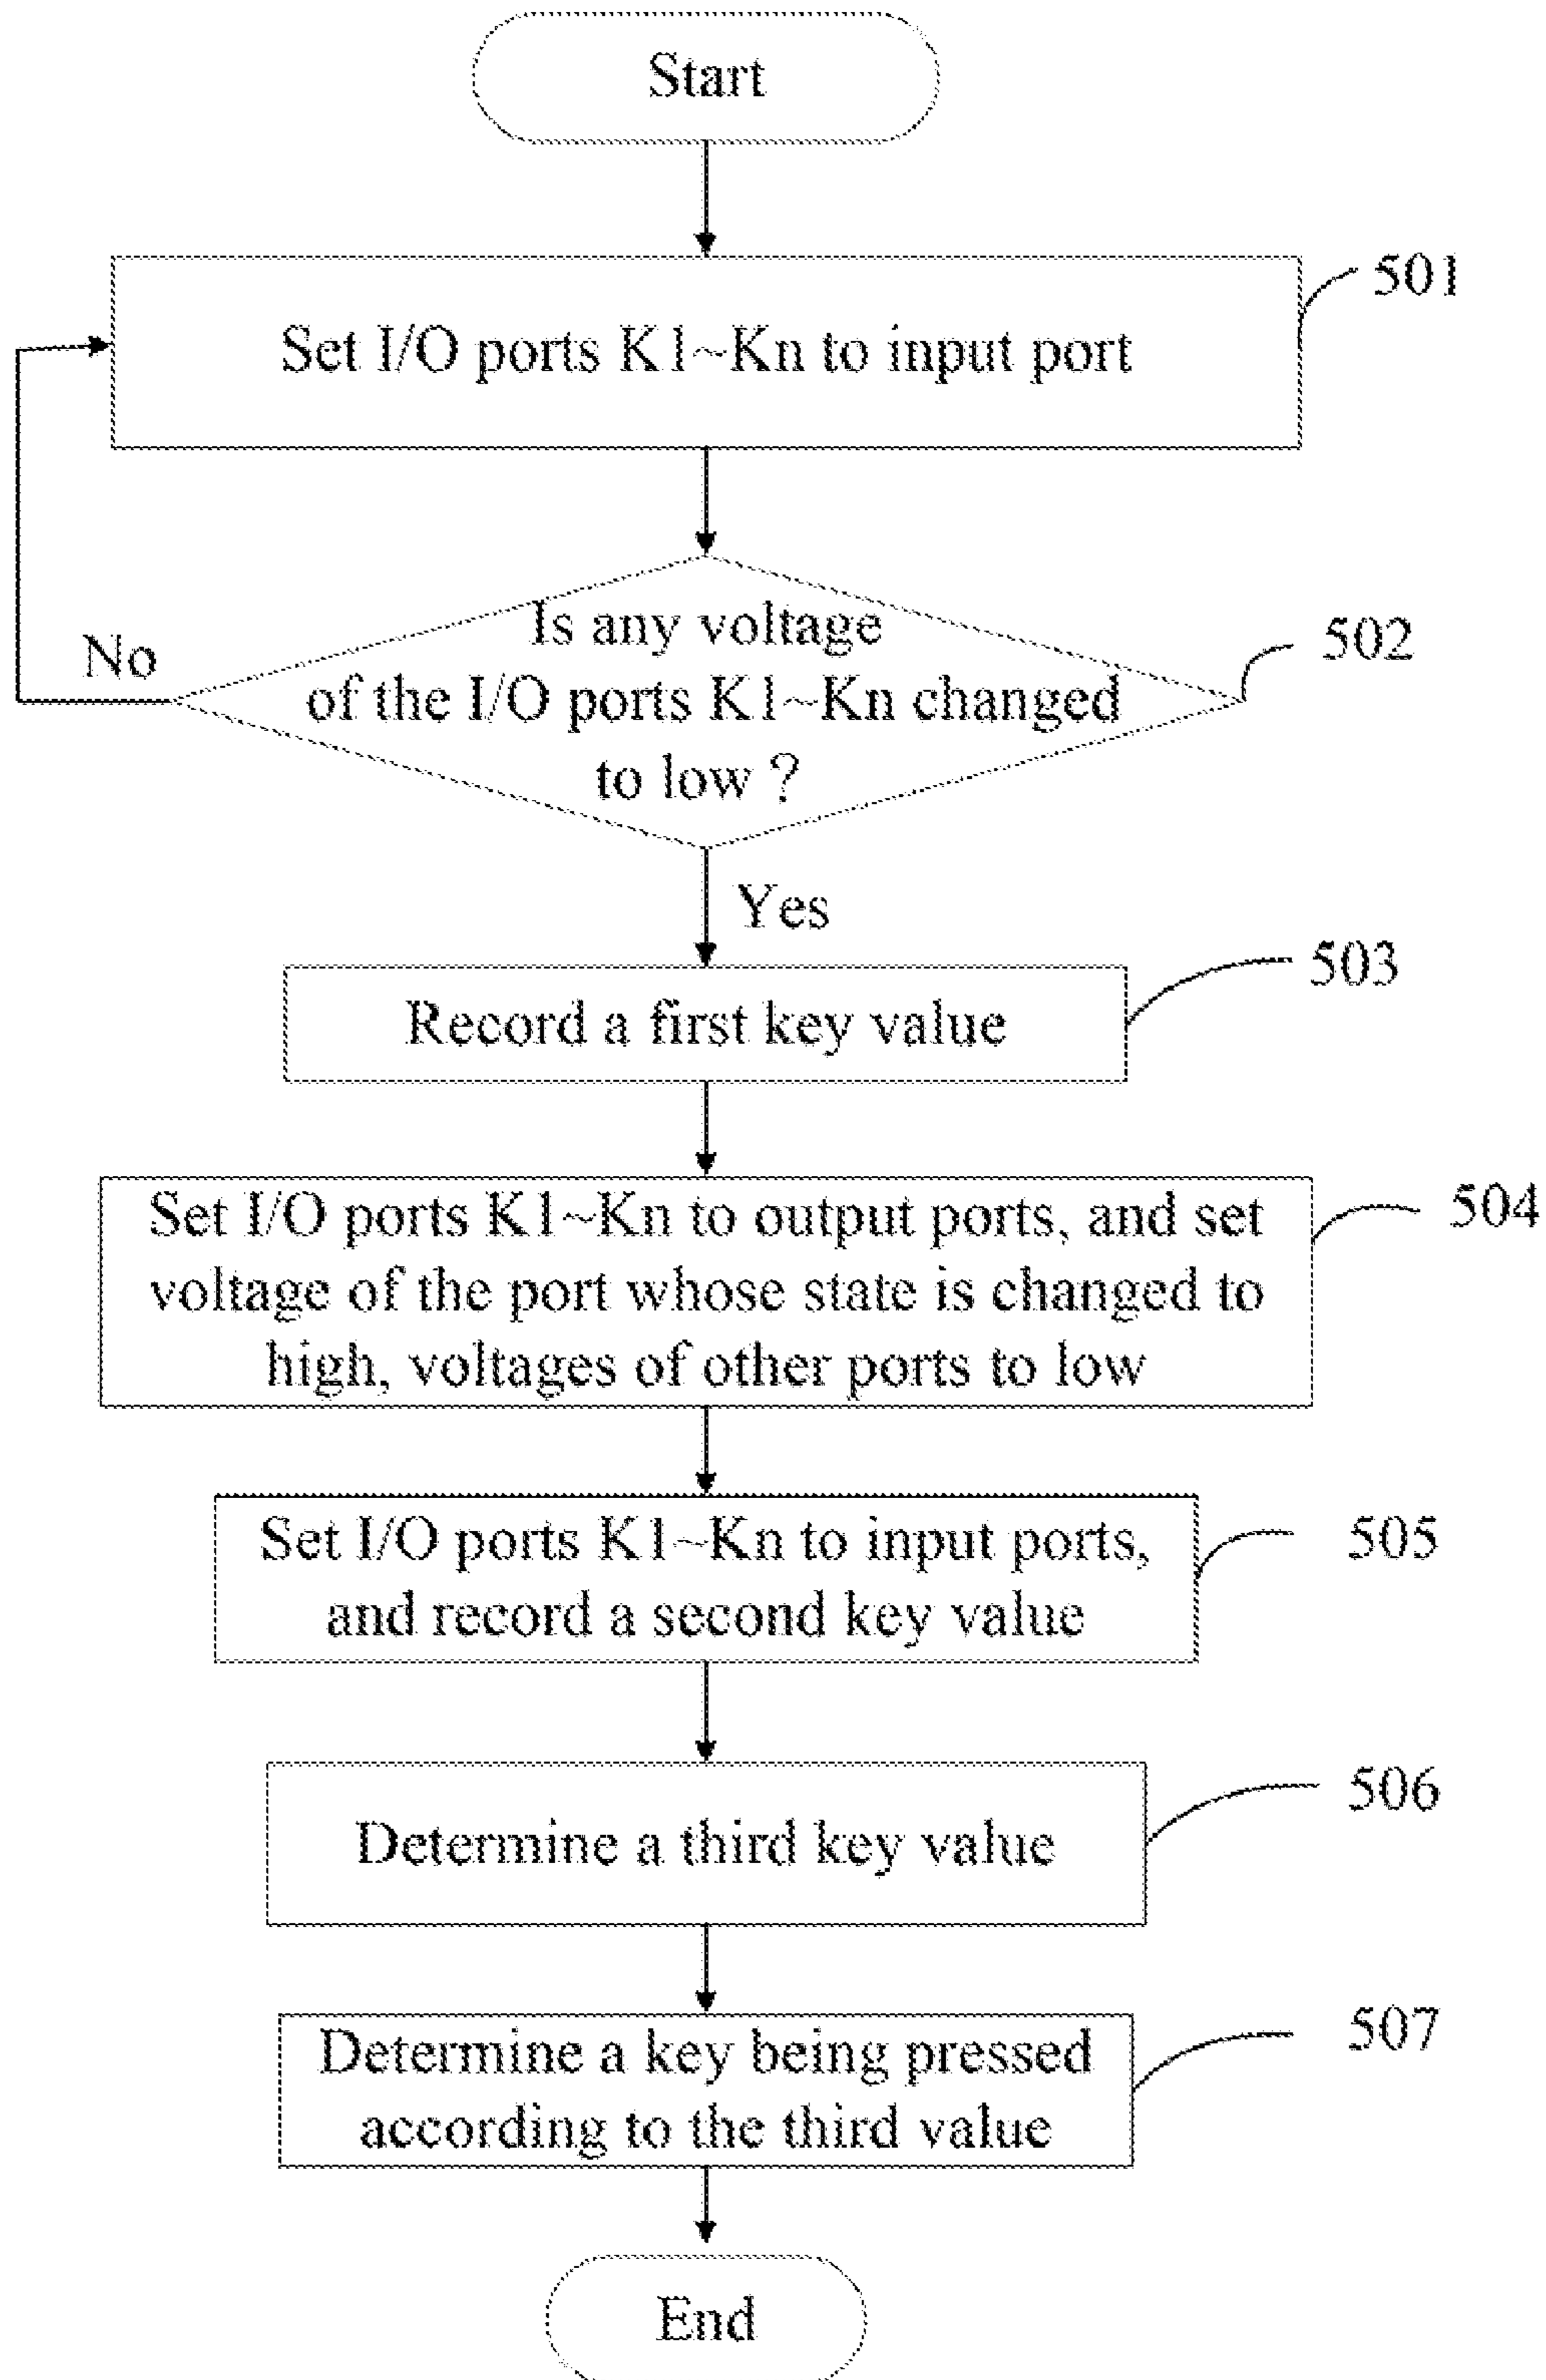 Start
501
Set I/O ports K1~Kn to input port
Is any voltage
502
No
of the I/O ports K1~Kn changed
to low ?
Yes
503
Record a first key value
504
Set I/O ports K1~Kn to output ports, and set
voltage of the port whose state is changed to
high, voltages of other ports to low
505
Set I/O ports K1~Kn to input ports,
and record a second key value
506
Determine a third key value
507
Determine a key being pressed
according to the third value
End